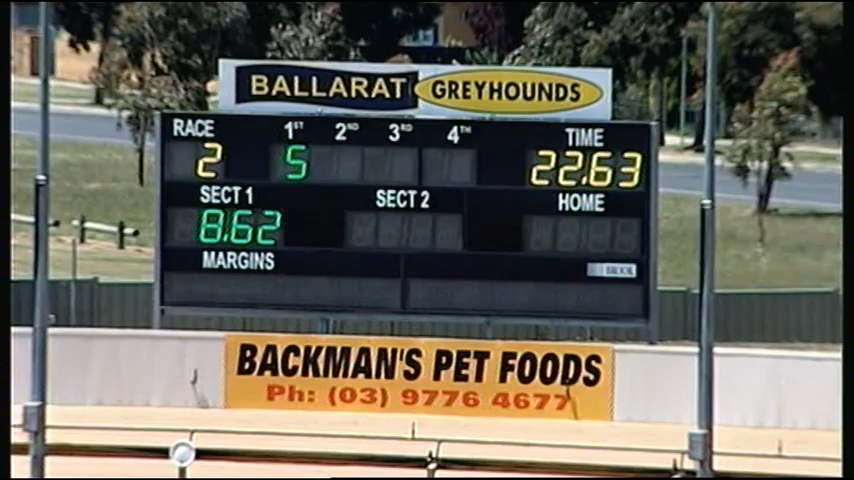 BALLARAT GREYHOUNDS
RACE 1ST 2ND 3RD 4TH TIME
2 5 22.63
SECT 1 SECT 2 HOME
8.62
MARGINS
BACKMAN'S PET FOODS
Ph: (03) 9776 4677